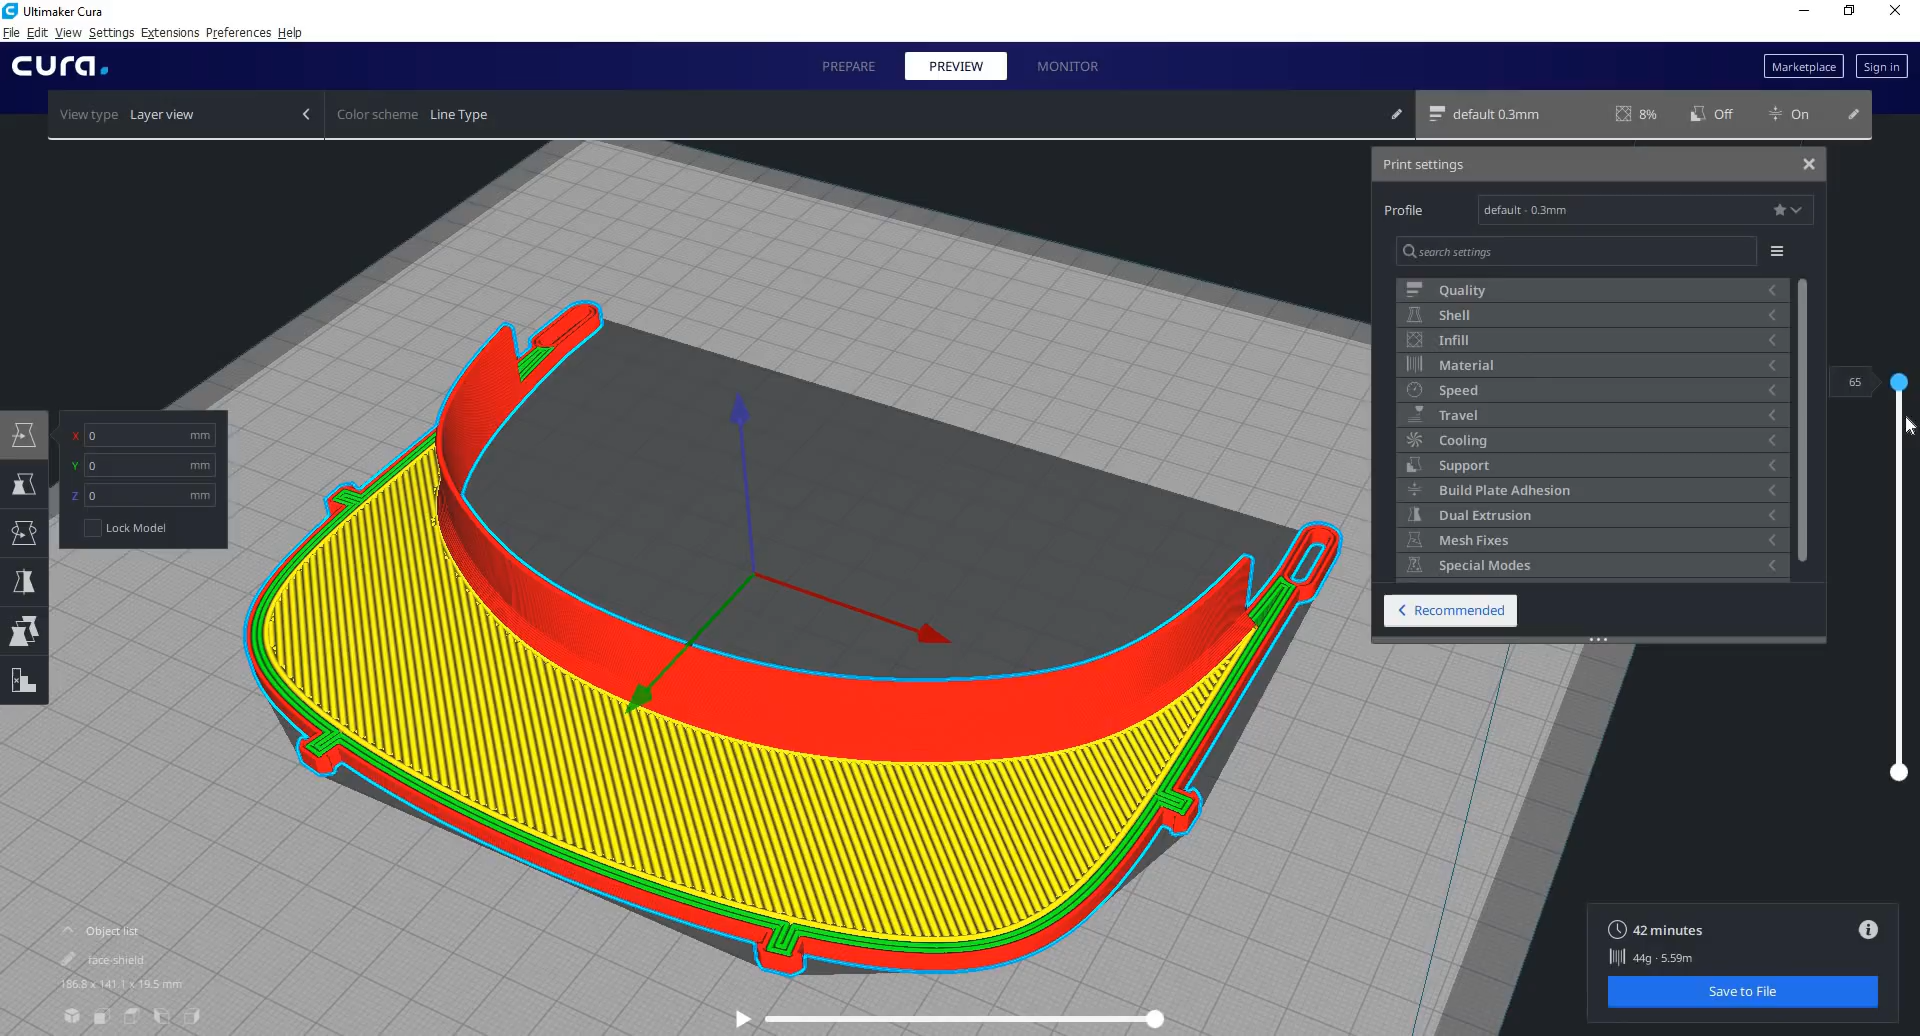 Ultimaker Cura
File Edit View Settings Extensions Preferences Help
cura.
PREPARE
PREVIEW
MONITOR
Marketplace
Sign in
View type Layer view
Color scheme Line Type
default 0.3mm
8%
Off
On
Print settings
Profile
default - 0.3mm
search settings
Quality
Shell
Infill
Material
Speed
Travel
Cooling
Support
Build Plate Adhesion
Dual Extrusion
Mesh Fixes
Special Modes
Recommended
65
X 0 mm
Y 0 mm
Z 0 mm
Lock Model
Object list
face-shield
186.8 x 141.1 x 19.5 mm
42 minutes
44g · 5.59m
Save to File